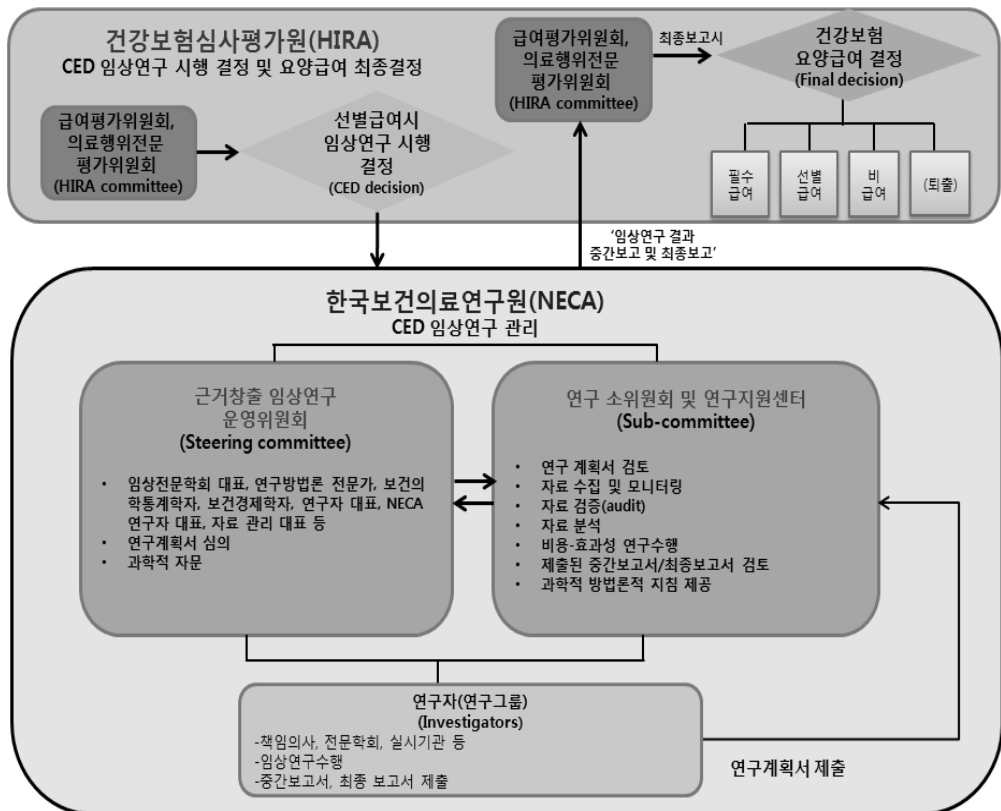 건강보험심사평가원(HIRA)
CED 임상연구 시행 결정 및 요양급여 최종결정
급여평가위원회,
의료행위전문
평가위원회
(HIRA committee)
선별급여시
임상연구 시행
결정
(CED decision)
급여평가위원회,
의료행위전문
평가위원회
(HIRA committee)
최종보고시
건강보험
요양급여 결정
(Final decision)
필수
급여
선별
급여
비
급여
(퇴출)
‘임상연구 결과
중간보고 및 최종보고’
한국보건의료연구원(NECA)
CED 임상연구 관리
근거창출 임상연구
운영위원회
(Steering committee)
• 임상전문학회 대표, 연구방법론 전문가, 보건의
학통계학자, 보건경제학자, 연구자 대표, NECA
연구자 대표, 자료 관리 대표 등
• 연구계획서 심의
• 과학적 자문
연구 소위원회 및 연구지원센터
(Sub-committee)
• 연구 계획서 검토
• 자료 수집 및 모니터링
• 자료 검증(audit)
• 자료 분석
• 비용-효과성 연구수행
• 제출된 중간보고서/최종보고서 검토
• 과학적 방법론적 지침 제공
연구자(연구그룹)
(Investigators)
-책임의사, 전문학회, 실시기관 등
-임상연구수행
-중간보고서, 최종 보고서 제출
연구계획서 제출